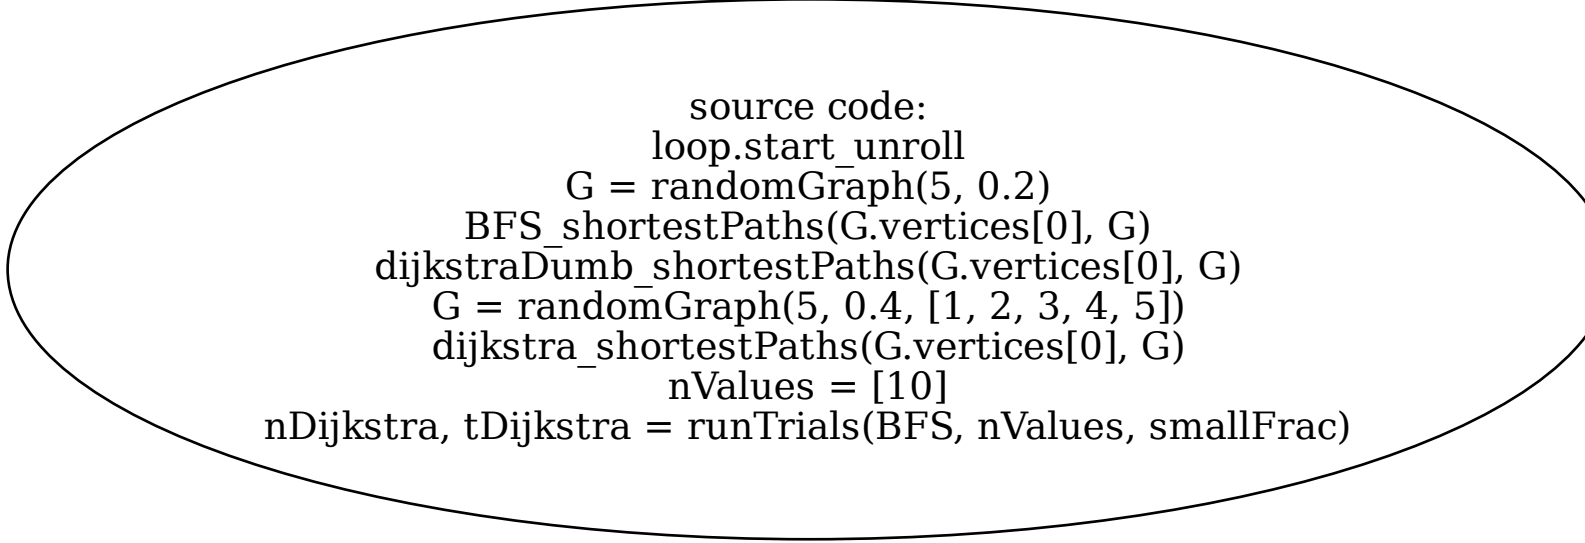 source code:
loop.start_unroll
G = randomGraph(5, 0.2)
BFS_shortestPaths(G.vertices[0], G)
dijkstraDumb_shortestPaths(G.vertices[0], G)
G = randomGraph(5, 0.4, [1, 2, 3, 4, 5])
dijkstra_shortestPaths(G.vertices[0], G)
nValues = [10]
nDijkstra, tDijkstra = runTrials(BFS, nValues, smallFrac)